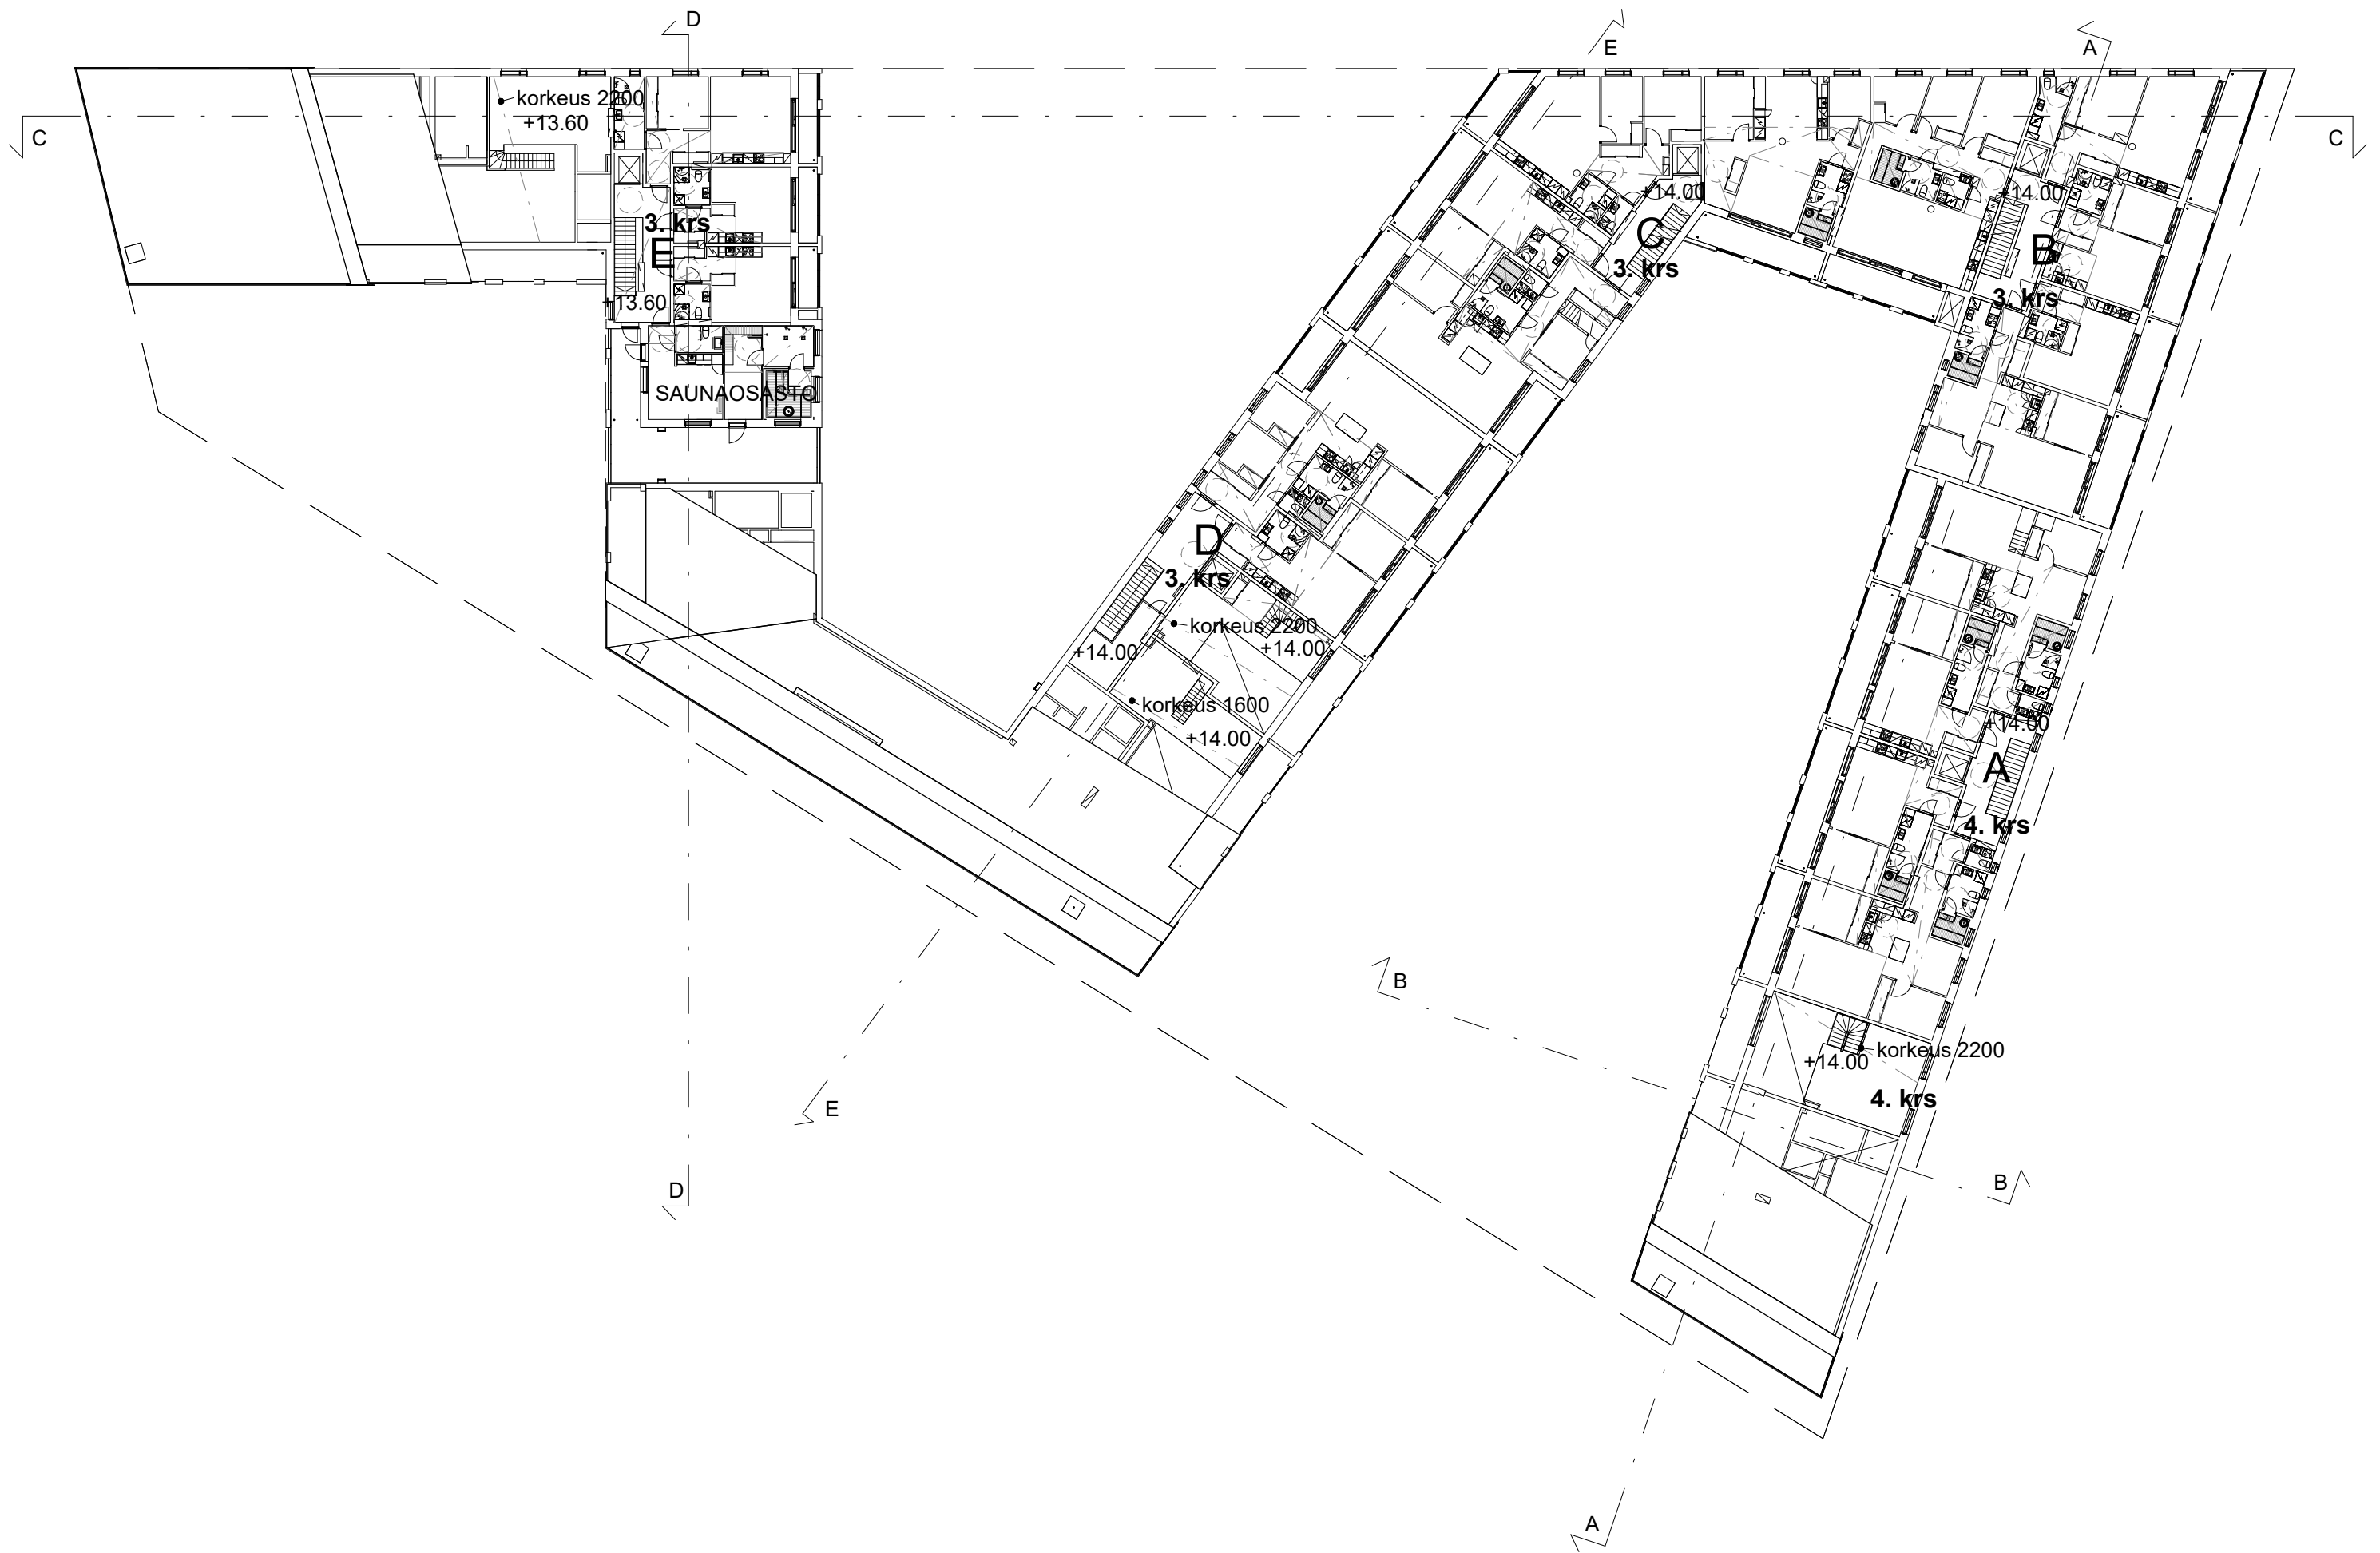 D
E
A
korkeus 2200
+13.60
C
C
+14.00
+14.00
3. krs
E
C
3. krs
B
3. krs
+13.60
SAUNAOSASTO
D
3. krs
korkeus 2200
+14.00
+14.00
korkeus 1600
+14.00
+14.00
A
4. krs
B
korkeus 2200
+14.00
4. krs
E
D
B
A